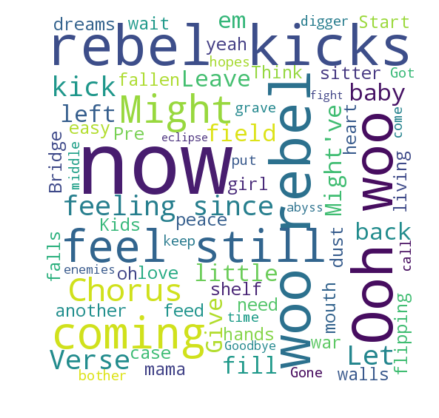 dreams wait em digger Start
rebel kicks
yeah hopes
kick fallen Leave Think sitter Got
left Might grave fight baby
easy Pre eclipse field
Bridge middle now put girl
woo rebel Might've heart living come
Ooh woo
feeling since abyss
Kids peace
feel still keep dust back
falls enemies oh love little mouth call
Chorus shelf
another feed Give need war flipping
coming hands time
Verse case fill Goodbye Let
bother mama Gone walls